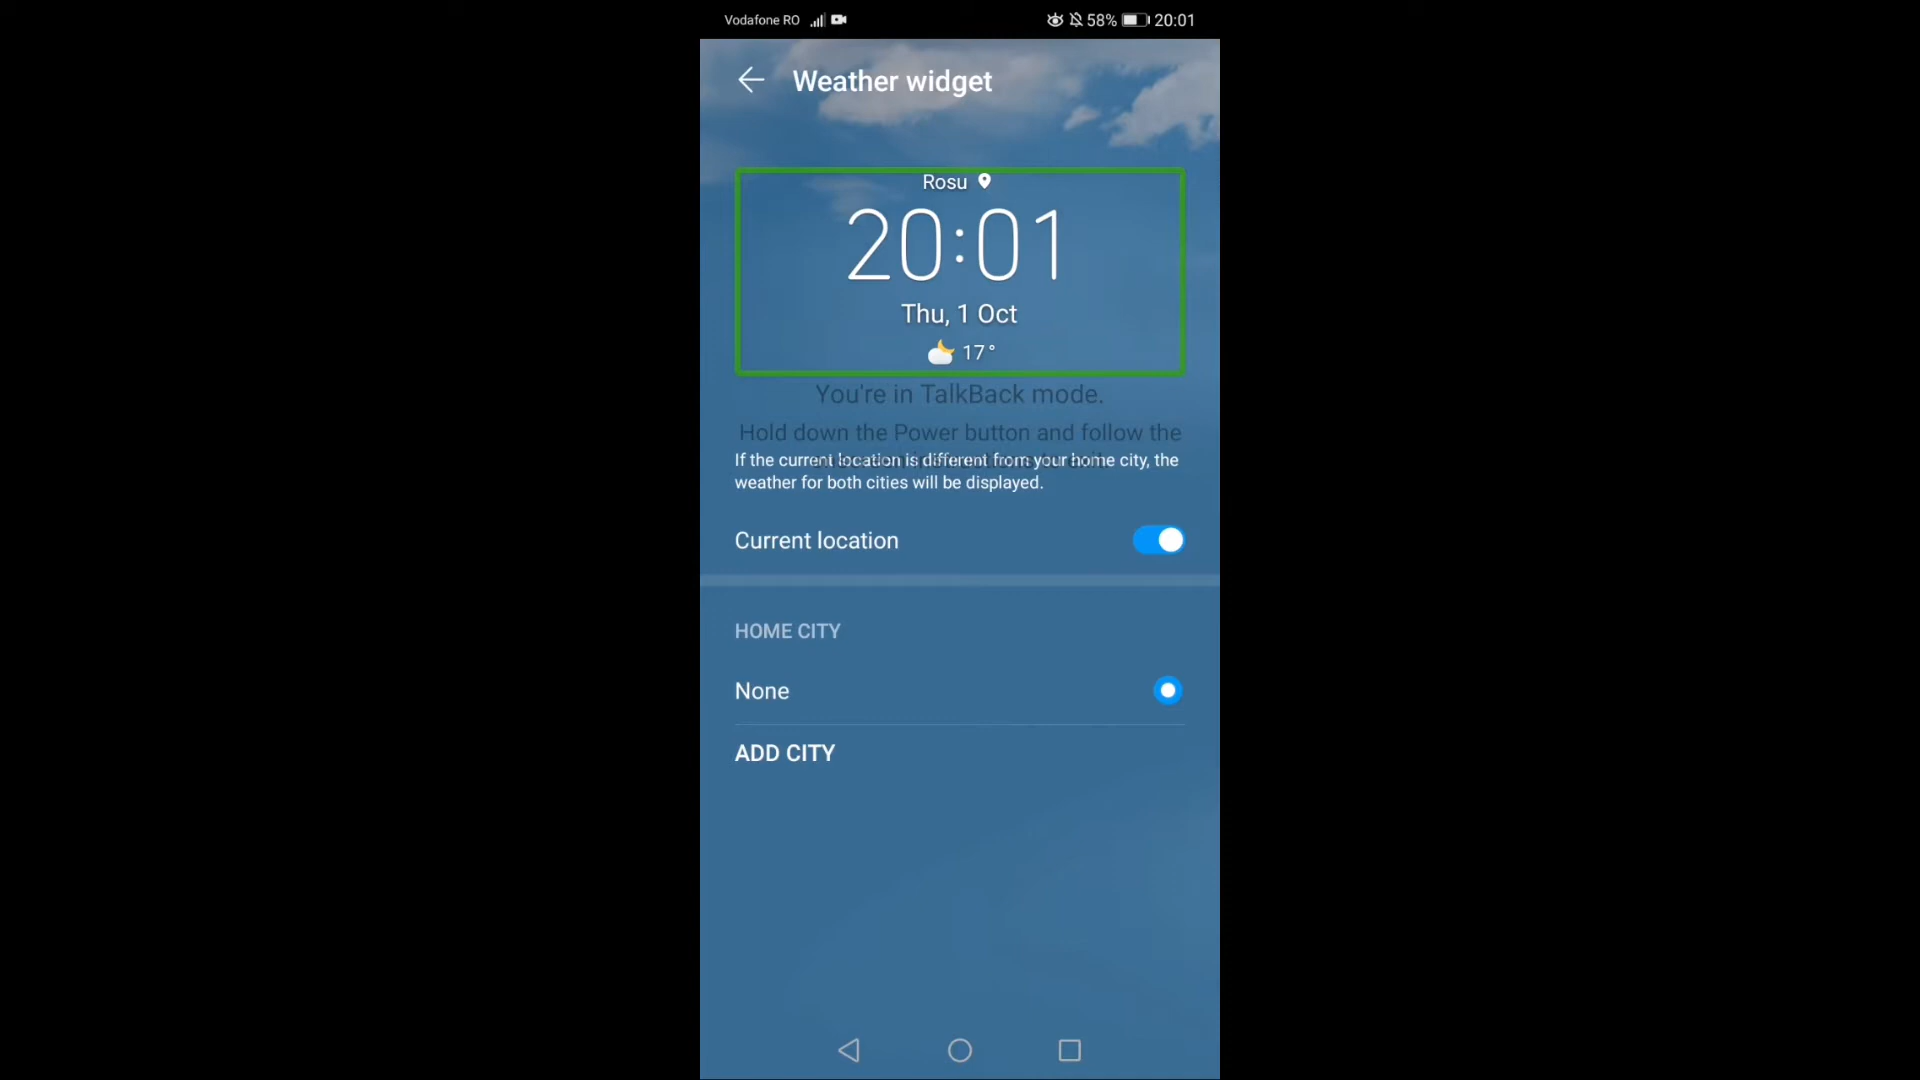 Vodafone RO 58% 20:01
Weather widget
Rosu
20:01
Thu, 1 Oct
17°
You're in TalkBack mode.
Hold down the Power button and follow the
If the current location is different from your home city, the
weather for both cities will be displayed.
Current location
HOME CITY
None
ADD CITY